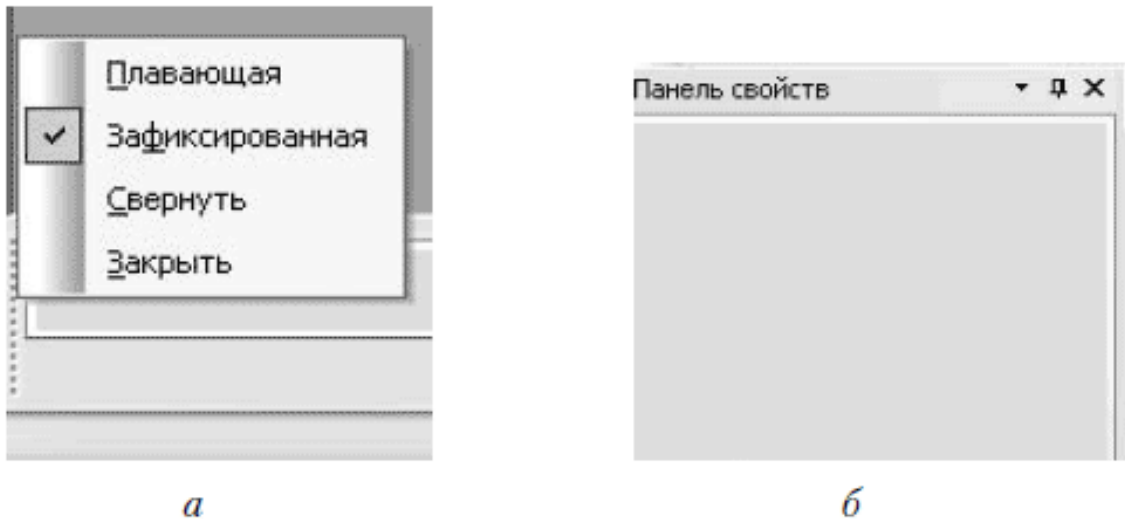 Плавающая
Зафиксированная
Свернуть
Закрыть
Панель свойств
а
б